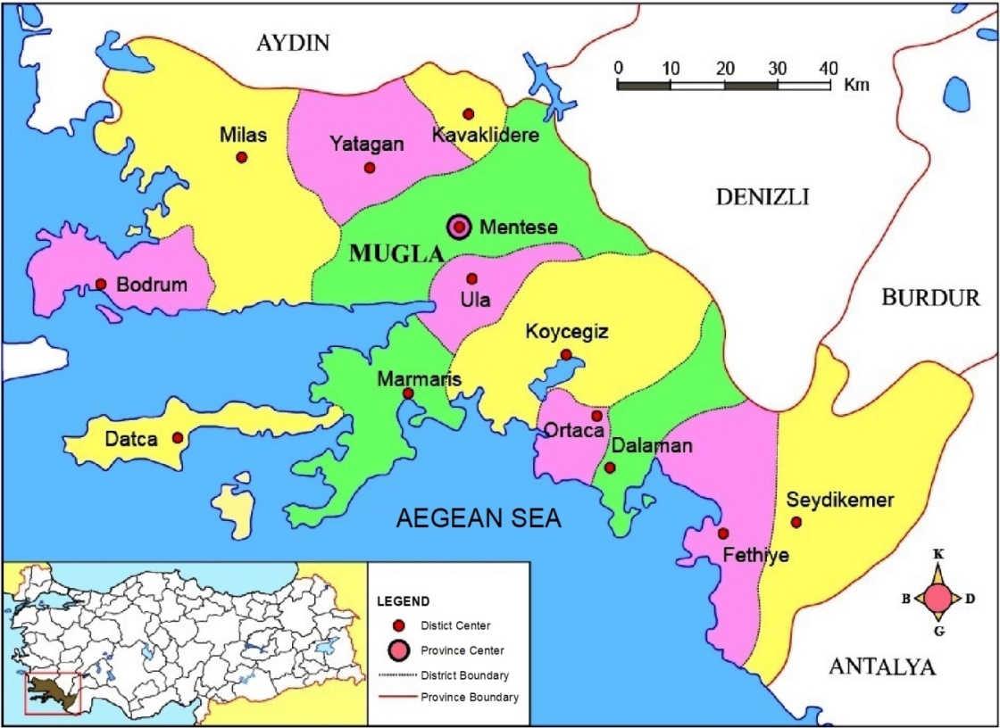 AYDIN
0 10 20 30 40
Km
Milas
Yatagan
Kavaklidere
DENIZLI
Mentese
MUGLA
Bodrum
Ula
BURDUR
Koycegiz
Marmaris
Datca
Ortaca
Dalaman
AEGEAN SEA
Seydikemer
Fethiye
K
B D
G
ANTALYA
LEGEND
Distict Center
Province Center
District Boundary
Province Boundary